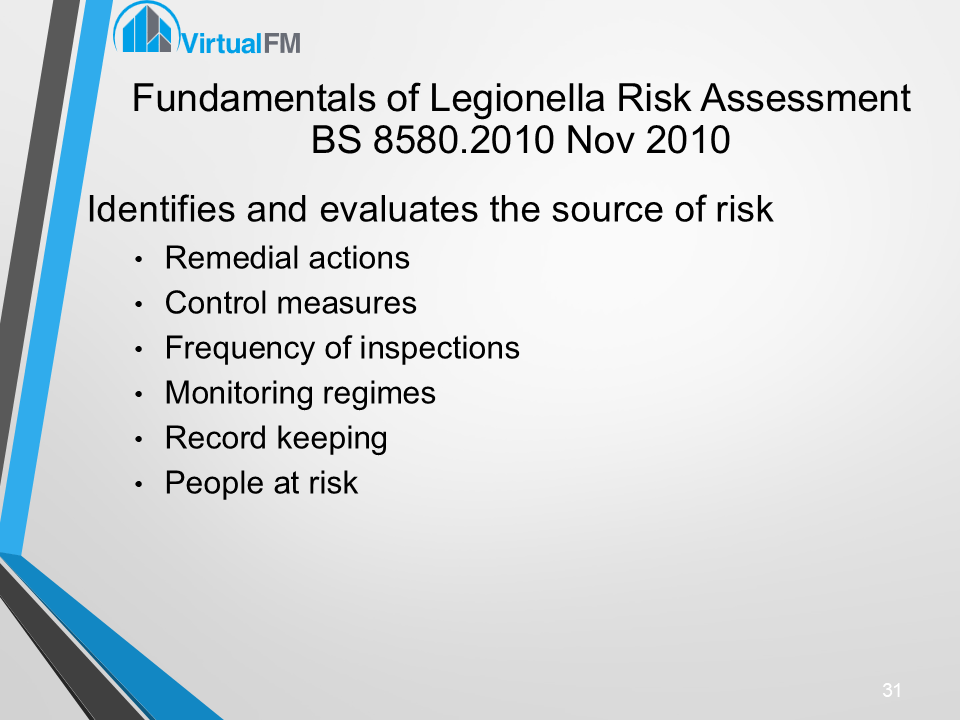 VirtualFM
Fundamentals of Legionella Risk Assessment
BS 8580.2010 Nov 2010
Identifies and evaluates the source of risk
• Remedial actions
• Control measures
• Frequency of inspections
• Monitoring regimes
• Record keeping
• People at risk
31